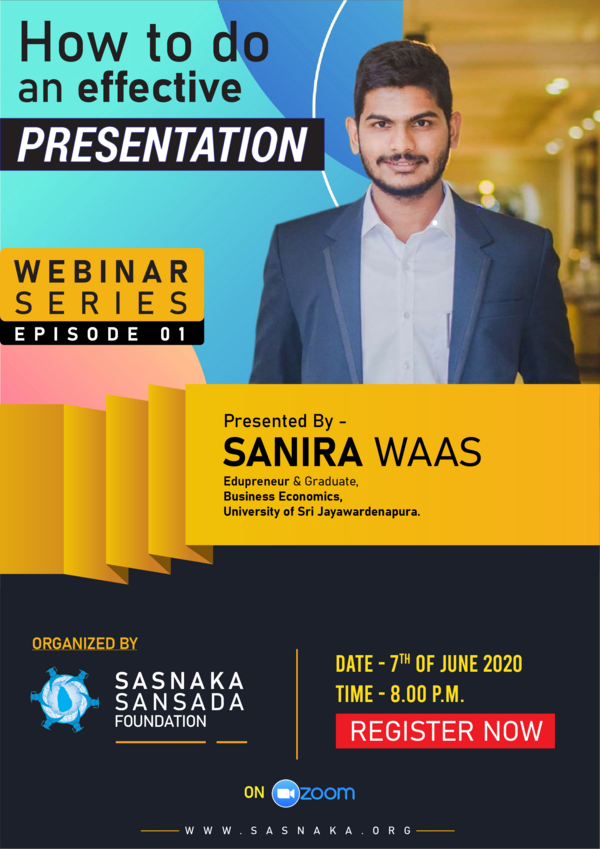 How to do
an effective
PRESENTATION
WEBINAR
SERIES
EPISODE 01
Presented By -
SANIRA WAAS
Edupreneur & Graduate,
Business Economics,
University of Sri Jayawardenapura.
ORGANIZED BY
SASNAKA
SANSADA
FOUNDATION
DATE - 7TH OF JUNE 2020
TIME - 8.00 P.M.
REGISTER NOW
ON zoom
WWW.SASNAKA.ORG